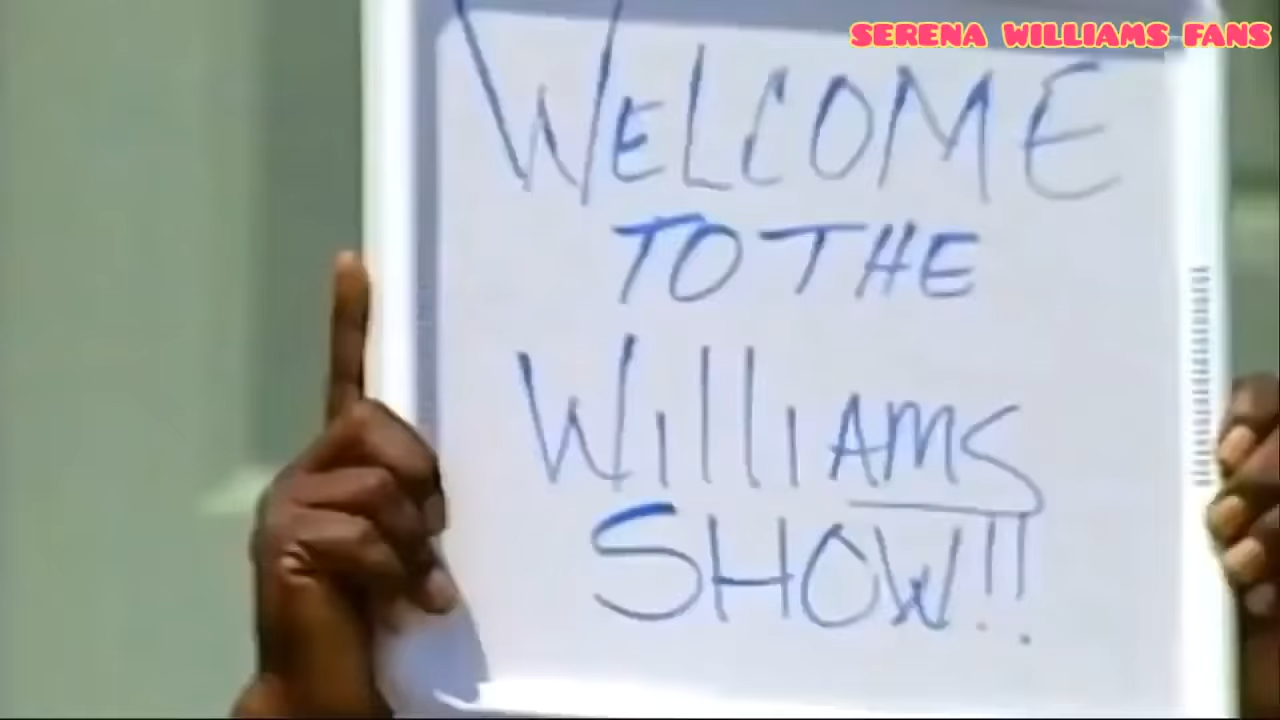 SERENA WILLIAMS FANS
WELCOME
TO THE
WilliAMS
SHOW!!